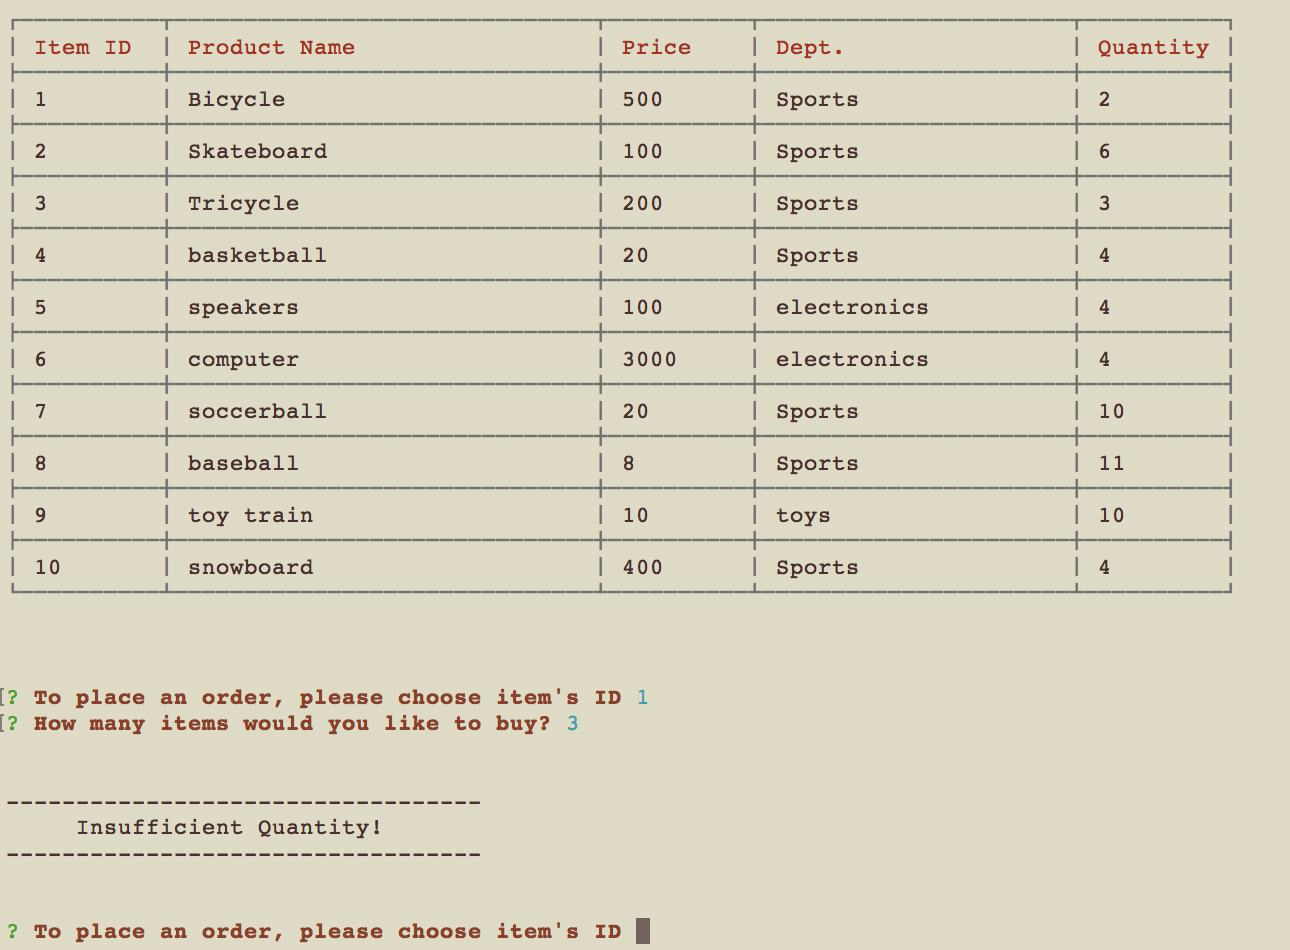 Item ID Product Name Price Dept. Quantity
1 Bicycle 500 Sports 2
2 Skateboard 100 Sports 6
3 Tricycle 200 Sports 3
4 basketball 20 Sports 4
5 speakers 100 electronics 4
6 computer 3000 electronics 4
7 soccerball 20 Sports 10
8 baseball 8 Sports 11
9 toy train 10 toys 10
10 snowboard 400 Sports 4
[? To place an order, please choose item's ID 1
[? How many items would you like to buy? 3
----------------------------------
Insufficient Quantity!
----------------------------------
? To place an order, please choose item's ID